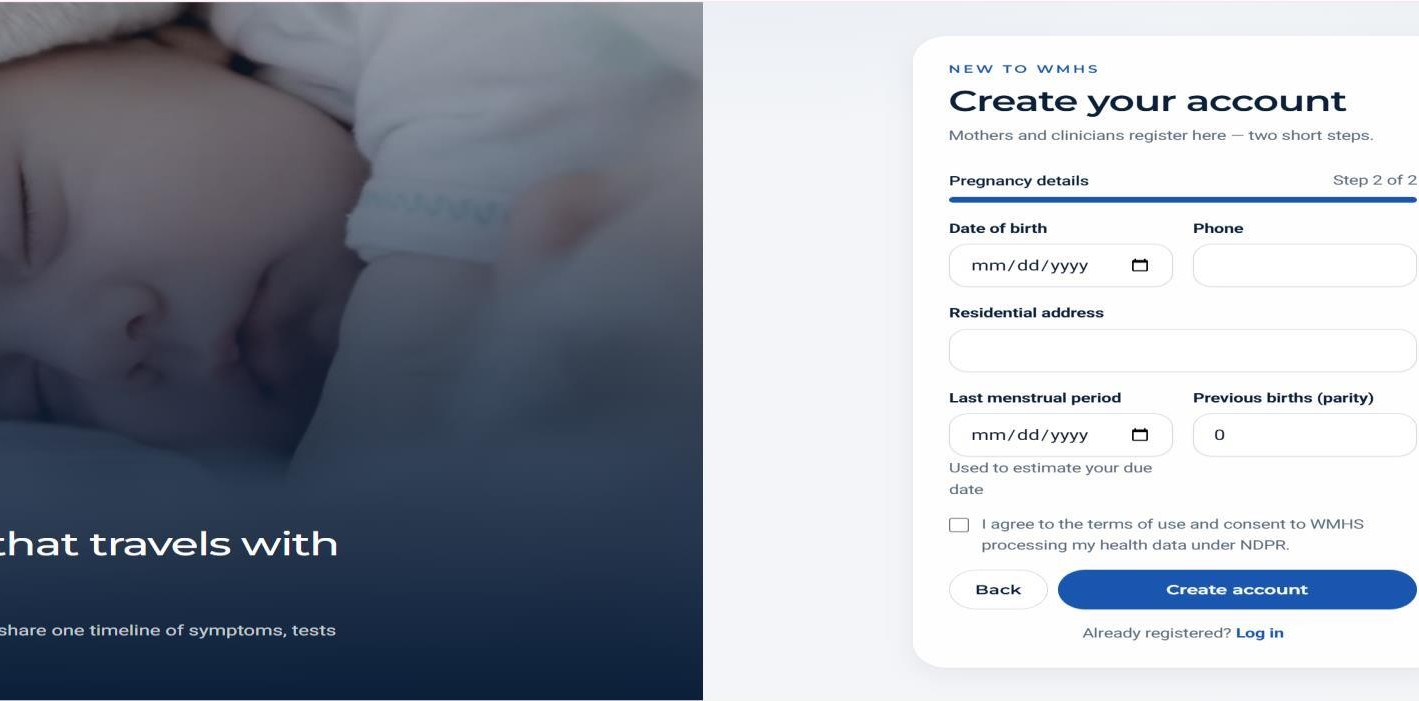 that travels with
share one timeline of symptoms, tests
NEW TO WMHS
Create your account
Mothers and clinicians register here — two short steps.
Pregnancy details
Step 2 of 2
Date of birth
Phone
mm/dd/yyyy
Residential address
Last menstrual period
Previous births (parity)
mm/dd/yyyy
0
Used to estimate your due
date
I agree to the terms of use and consent to WMHS
processing my health data under NDPR.
Back
Create account
Already registered? Log in